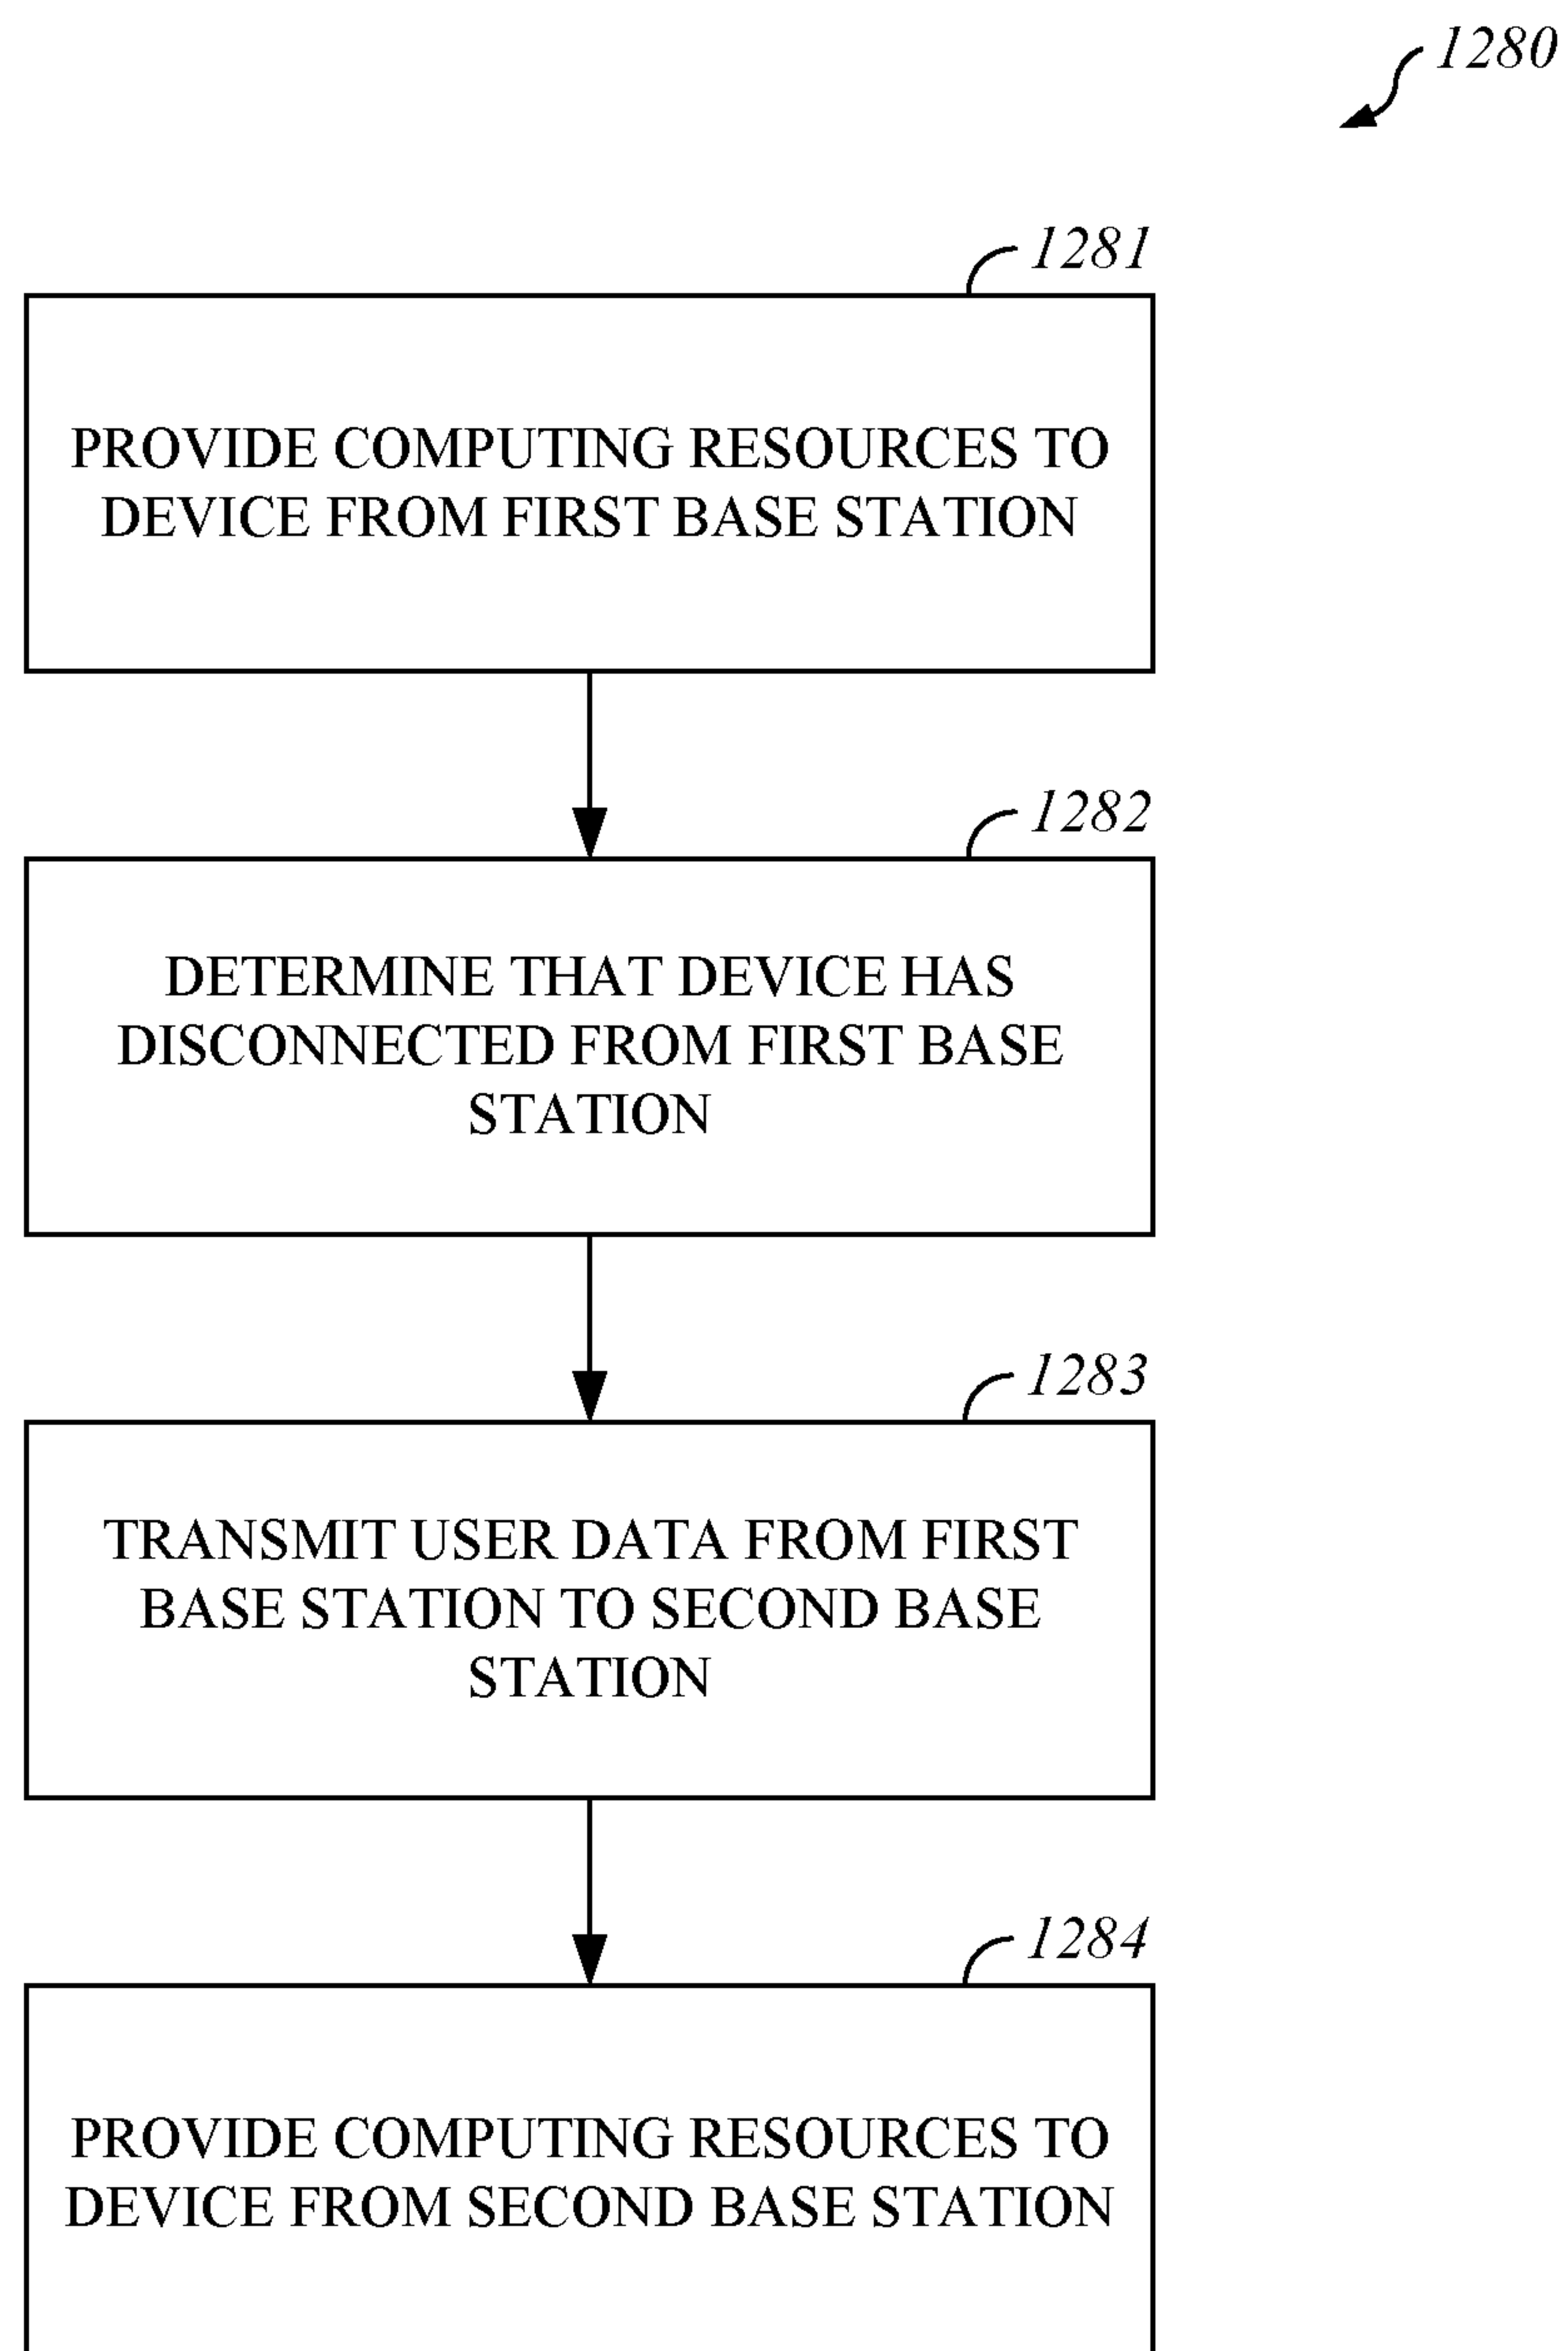 1280
1281
PROVIDE COMPUTING RESOURCES TO
DEVICE FROM FIRST BASE STATION
1282
DETERMINE THAT DEVICE HAS
DISCONNECTED FROM FIRST BASE
STATION
1283
TRANSMIT USER DATA FROM FIRST
BASE STATION TO SECOND BASE
STATION
1284
PROVIDE COMPUTING RESOURCES TO
DEVICE FROM SECOND BASE STATION